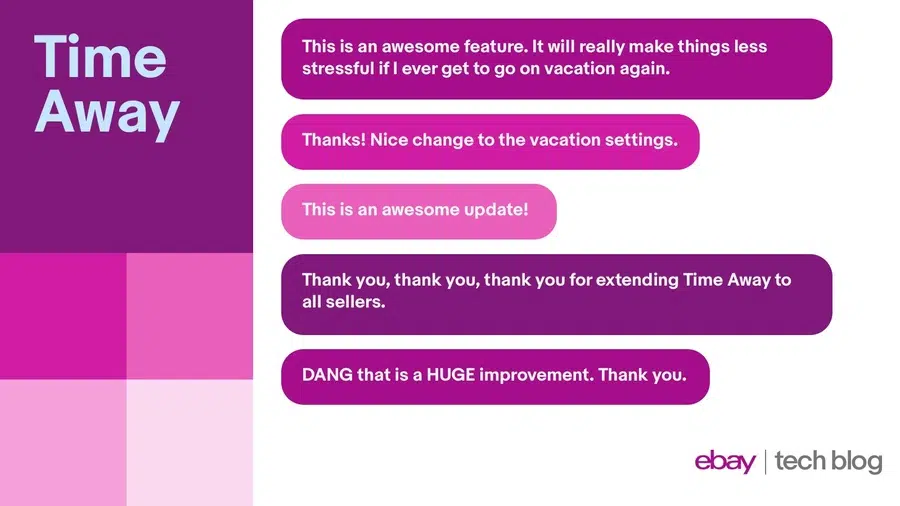 Time
Away
This is an awesome feature. It will really make things less
stressful if I ever get to go on vacation again.
Thanks! Nice change to the vacation settings.
This is an awesome update!
Thank you, thank you, thank you for extending Time Away to
all sellers.
DANG that is a HUGE improvement. Thank you.
ebay | tech blog